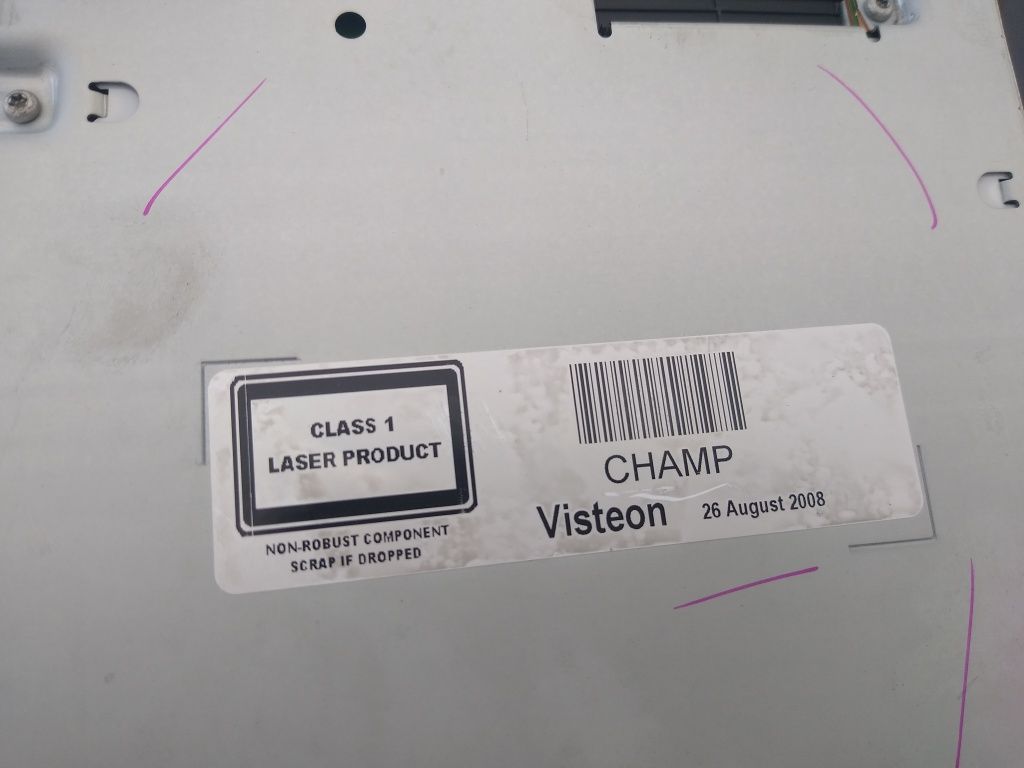 CLASS 1
LASER PRODUCT
NON-ROBUST COMPONENT
SCRAP IF DROPPED
CHAMP
Visteon 26 August 2008